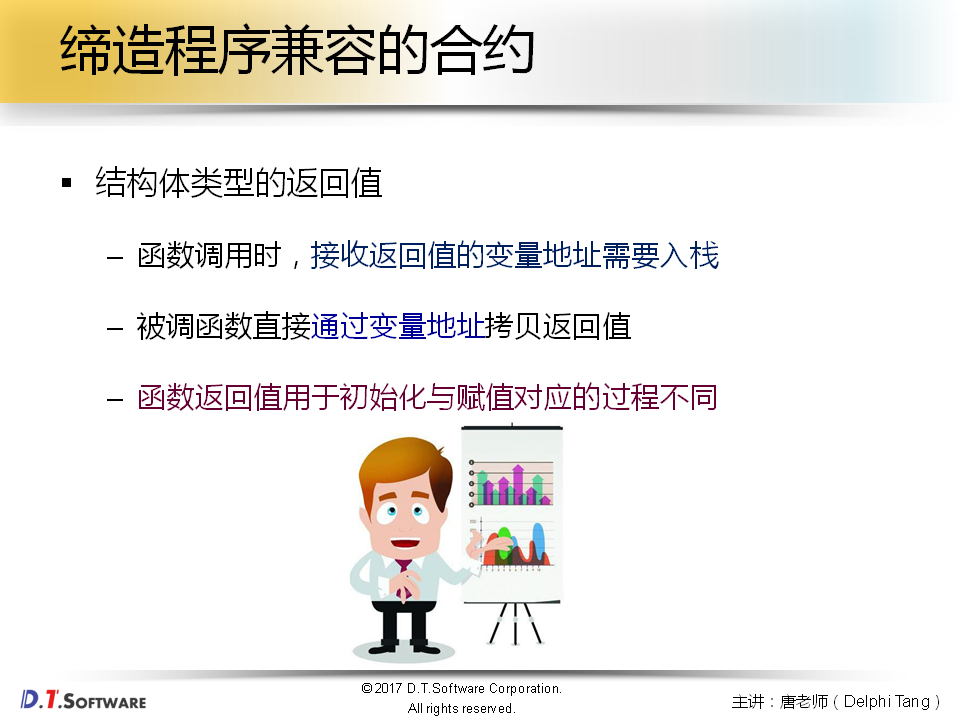 缔造程序兼容的合约
▪ 结构体类型的返回值
– 函数调用时，接收返回值的变量地址需要入栈
– 被调函数直接通过变量地址拷贝返回值
– 函数返回值用于初始化与赋值对应的过程不同
D.T.SOFTWARE
©2017 D.T.Software Corporation.
All rights reserved.
主讲：唐老师（Delphi Tang）